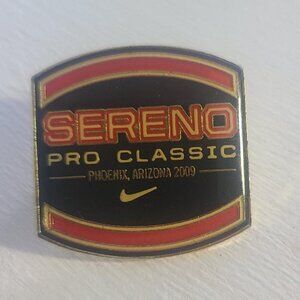 SERENO
PRO CLASSIC
PHOENIX, ARIZONA 2009